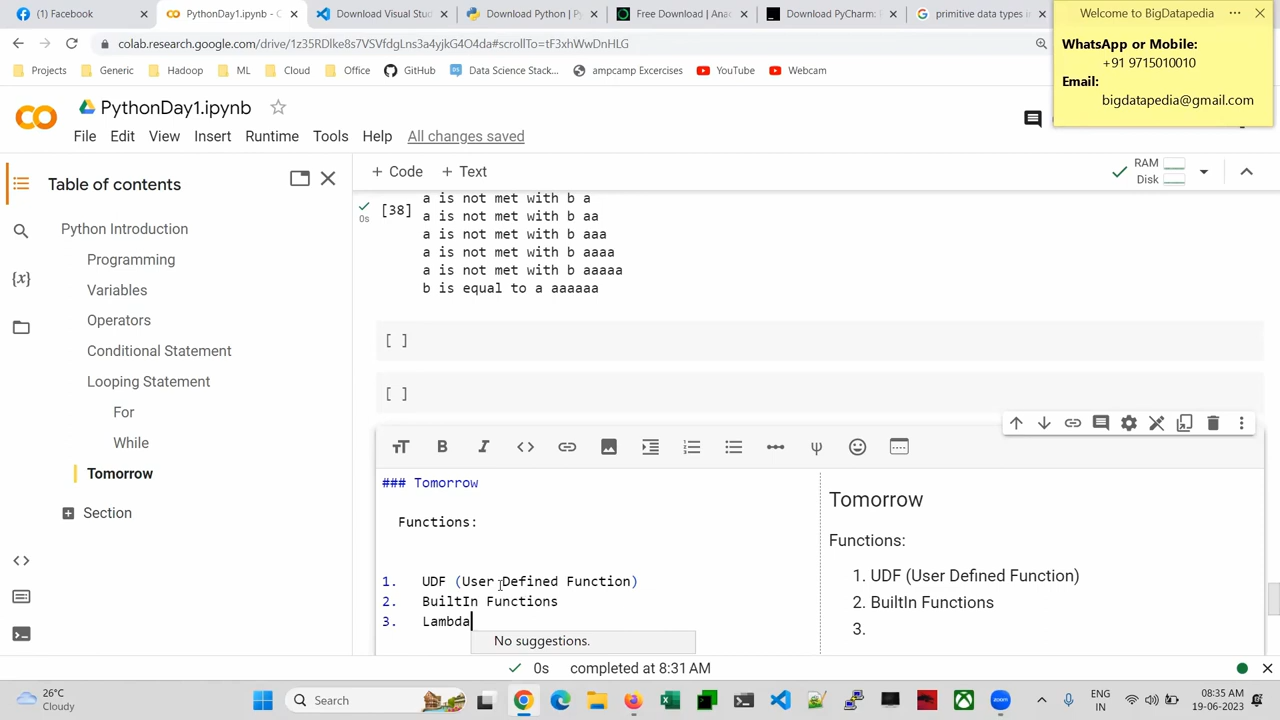 (1) Facebook
PythonDay1.ipynb - C
Download Visual Stud
Download Python | Py
Free Download | Anac
Download PyCharm:
primitive data types in
colab.research.google.com/drive/1z35RDlke8s7VSVfdgLns3a4yjkG4O4da#scrollTo=tF3xhWwDnHLG
Projects
Generic
Hadoop
ML
Cloud
Office
GitHub
Data Science Stack...
ampcamp Excercises
YouTube
Webcam
Welcome to BigDatapedia
WhatsApp or Mobile:
+91 9715010010
Email:
bigdatapedia@gmail.com
PythonDay1.ipynb
File Edit View Insert Runtime Tools Help All changes saved
Table of contents
+ Code + Text
RAM
Disk
Python Introduction
Programming
Variables
Operators
Conditional Statement
Looping Statement
For
While
Tomorrow
Section
{x}
0s
[38]
a is not met with b a
a is not met with b aa
a is not met with b aaa
a is not met with b aaaa
a is not met with b aaaaa
b is equal to a aaaaaa
[ ]
[ ]
### Tomorrow
Functions:
1. UDF (User Defined Function)
2. BuiltIn Functions
3. Lambda
No suggestions.
Tomorrow
Functions:
1. UDF (User Defined Function)
2. BuiltIn Functions
3.
0s completed at 8:31 AM
26°C
Cloudy
Search
ENG
IN
08:35 AM
19-06-2023